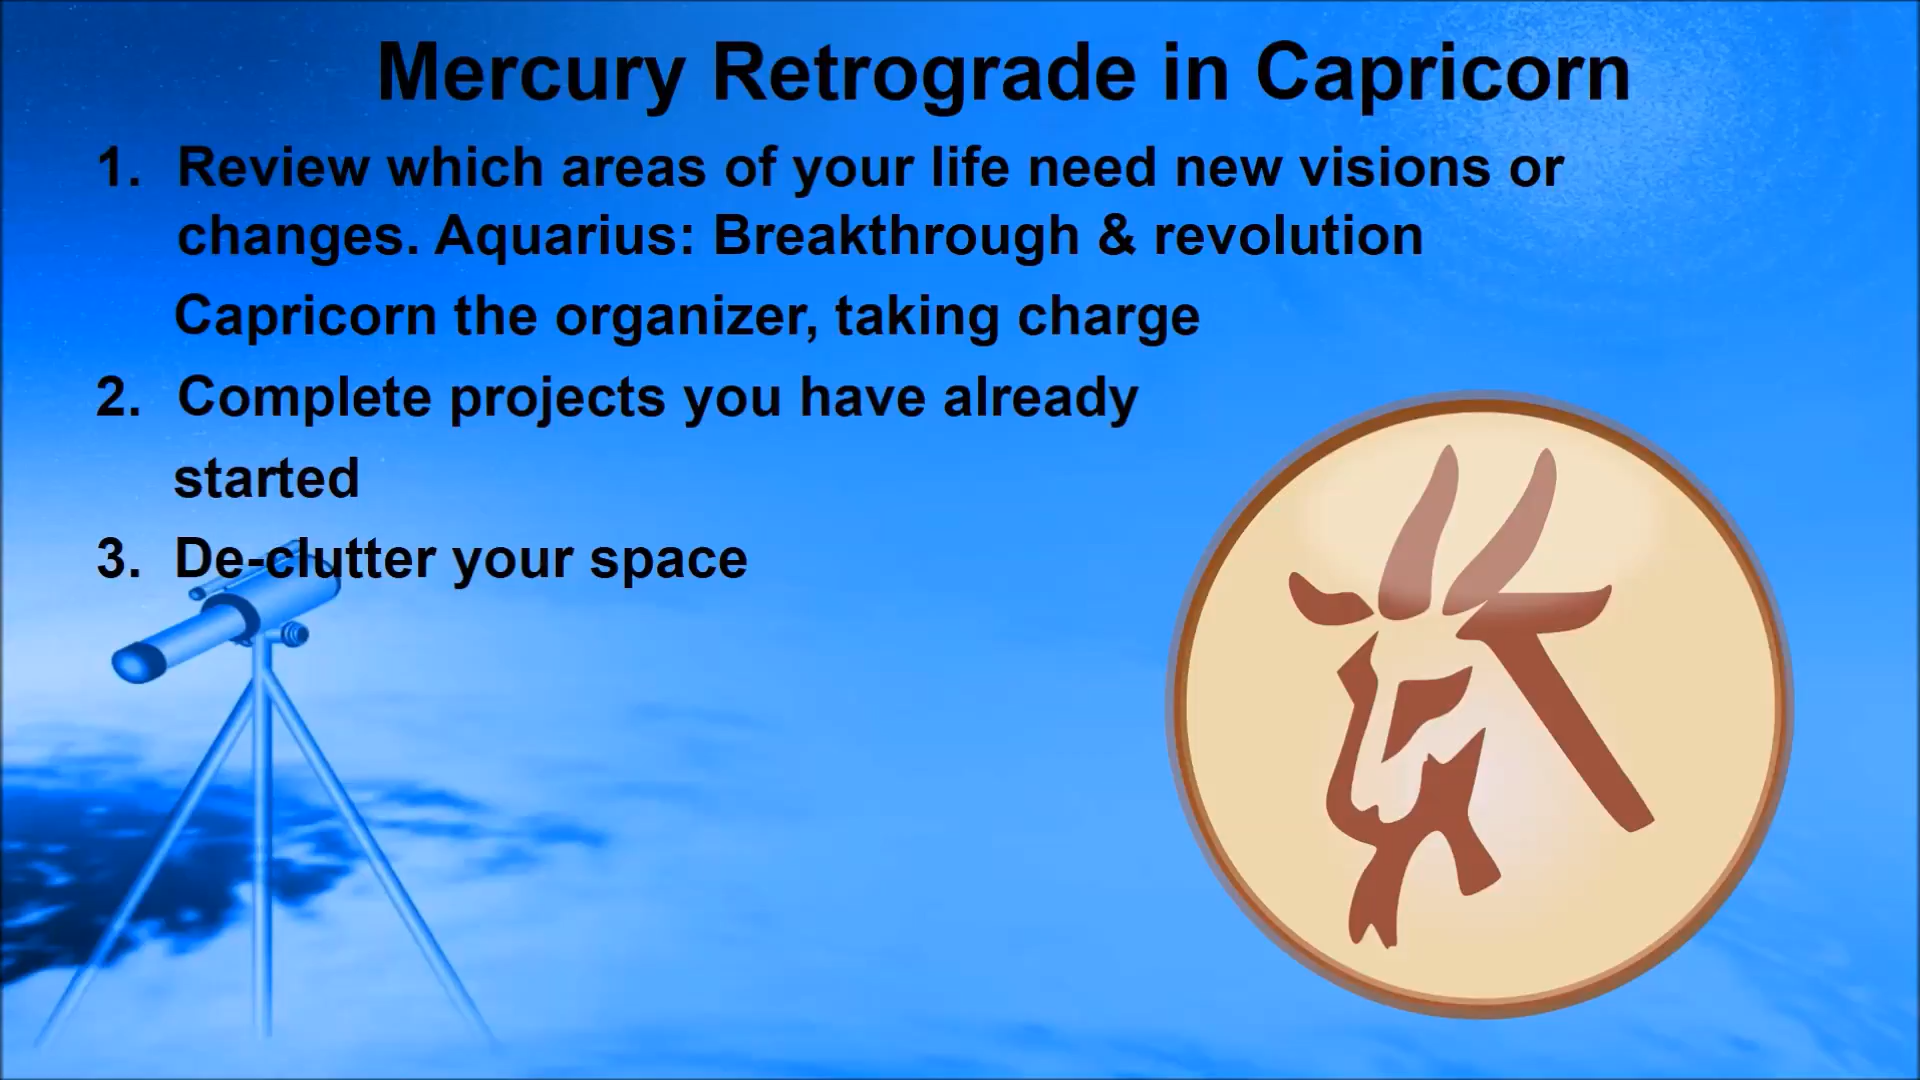 Mercury Retrograde in Capricorn
1. Review which areas of your life need new visions or
changes. Aquarius: Breakthrough & revolution
Capricorn the organizer, taking charge
2. Complete projects you have already
started
3. De-clutter your space